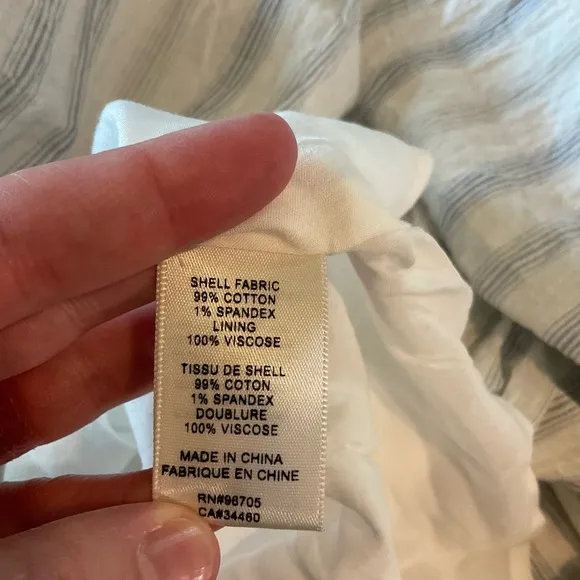 SHELL FABRIC
99% COTTON
1% SPANDEX
LINING
100% VISCOSE
TISSU DE SHELL
99% COTON
1% SPANDEX
DOUBLURE
100% VISCOSE
MADE IN CHINA
FABRIQUE EN CHINE
RN#96705
CA#34460